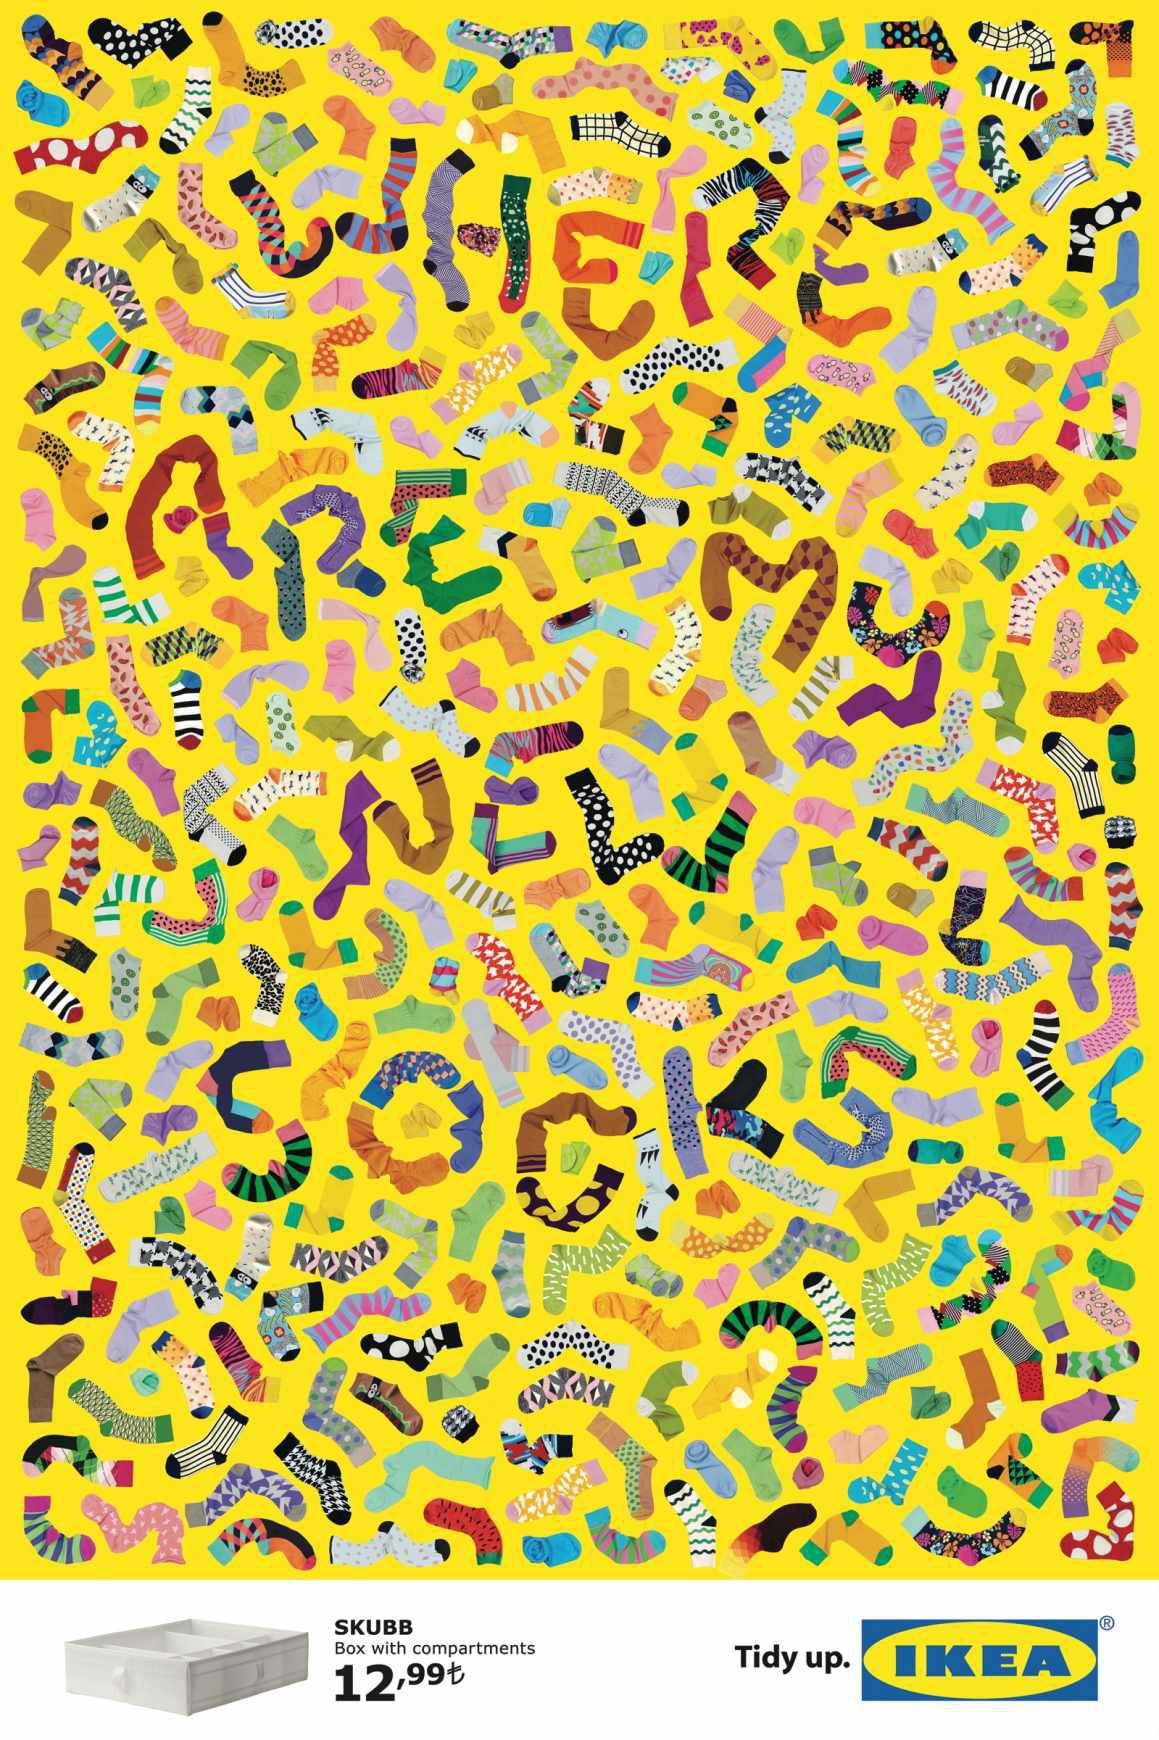 WHERE
ARE MY
NEW
SOCKS
?
SKUBB
Box with compartments
12,99₺
Tidy up.
IKEA®